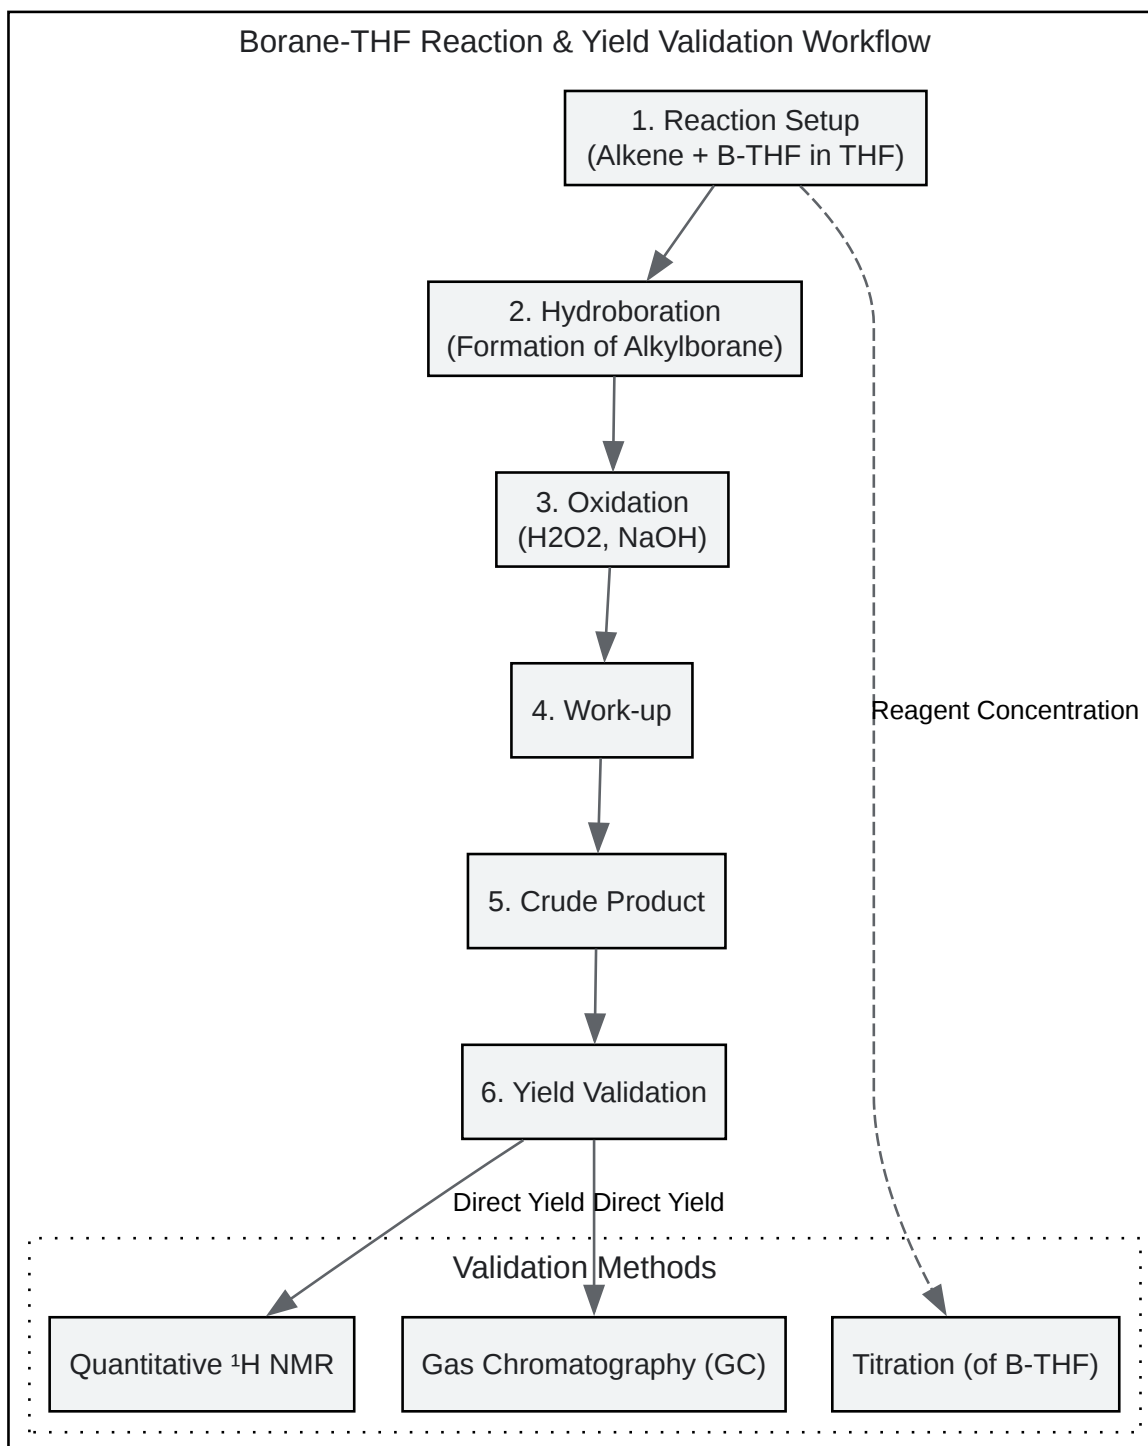 Borane-THF Reaction & Yield Validation Workflow
1. Reaction Setup
(Alkene + B-THF in THF)
2. Hydroboration
(Formation of Alkylborane)
3. Oxidation
(H2O2, NaOH)
4. Work-up
Reagent Concentration
5. Crude Product
6. Yield Validation
Direct Yield
Direct Yield
Validation Methods
Quantitative ¹H NMR
Gas Chromatography (GC)
Titration (of B-THF)